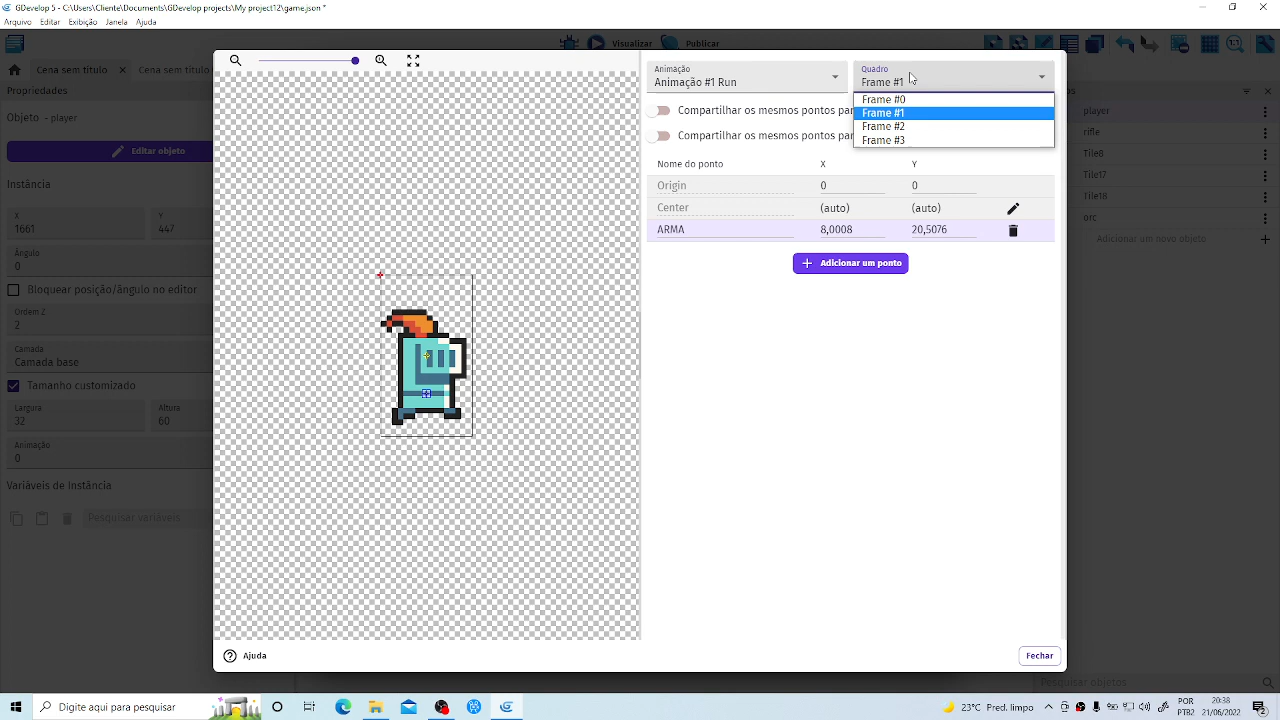 GDevelop 5 - C:\Users\Cliente\Documents\GDevelop projects\My project12\game.json *
Arquivo Editar Exibição Janela Ajuda
Visualizar Publicar
Cena sem título Cena sem título
Propriedades
Objeto - player
Editar objeto
Instância
X
1661
Y
447
Ângulo
0
Bloquear posição/ângulo no editor
Ordem Z
2
Camada
Camada base
Tamanho customizado
Largura
32
Altura
60
Animação
0
Variáveis de Instância
Pesquisar variáveis
Animação
Animação #1 Run
Quadro
Frame #1
Frame #0
Frame #1
Frame #2
Frame #3
Compartilhar os mesmos pontos par
Compartilhar os mesmos pontos par
Nome do ponto X Y
Origin 0 0
Center (auto) (auto)
ARMA 8,0008 20,5076
Adicionar um ponto
Ajuda
Fechar
os
player
rifle
Tile8
Tile17
Tile18
orc
Adicionar um novo objeto
Pesquisar objetos
Digite aqui para pesquisar
23°C Pred. limpo
POR
PTB2
20:38
21/06/2022
2